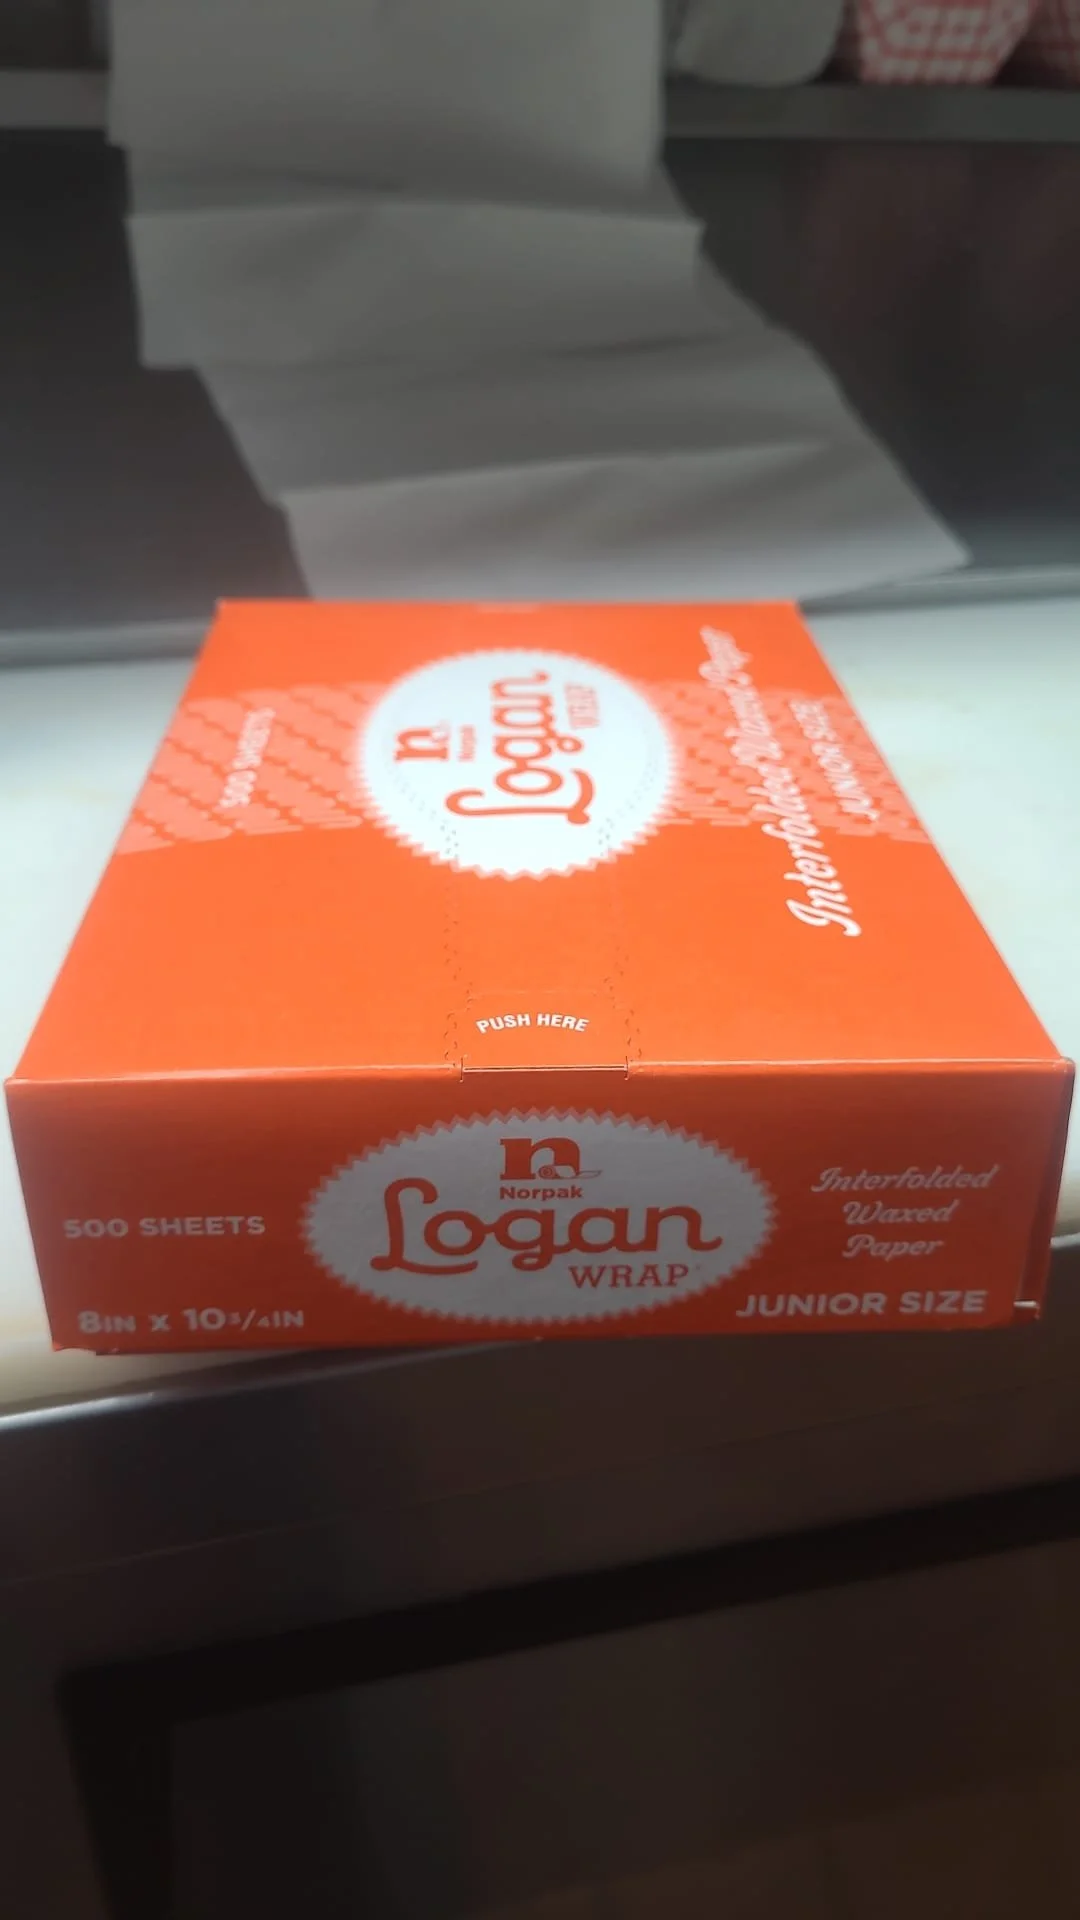 500 SHEETS
n
Norpak
Logan
WRAP
Interfolded Waxed Paper
JUNIOR SIZE
PUSH HERE
n
Norpak
Logan
WRAP
500 SHEETS
8IN X 10 3/4IN
Interfolded
Waxed
Paper
JUNIOR SIZE